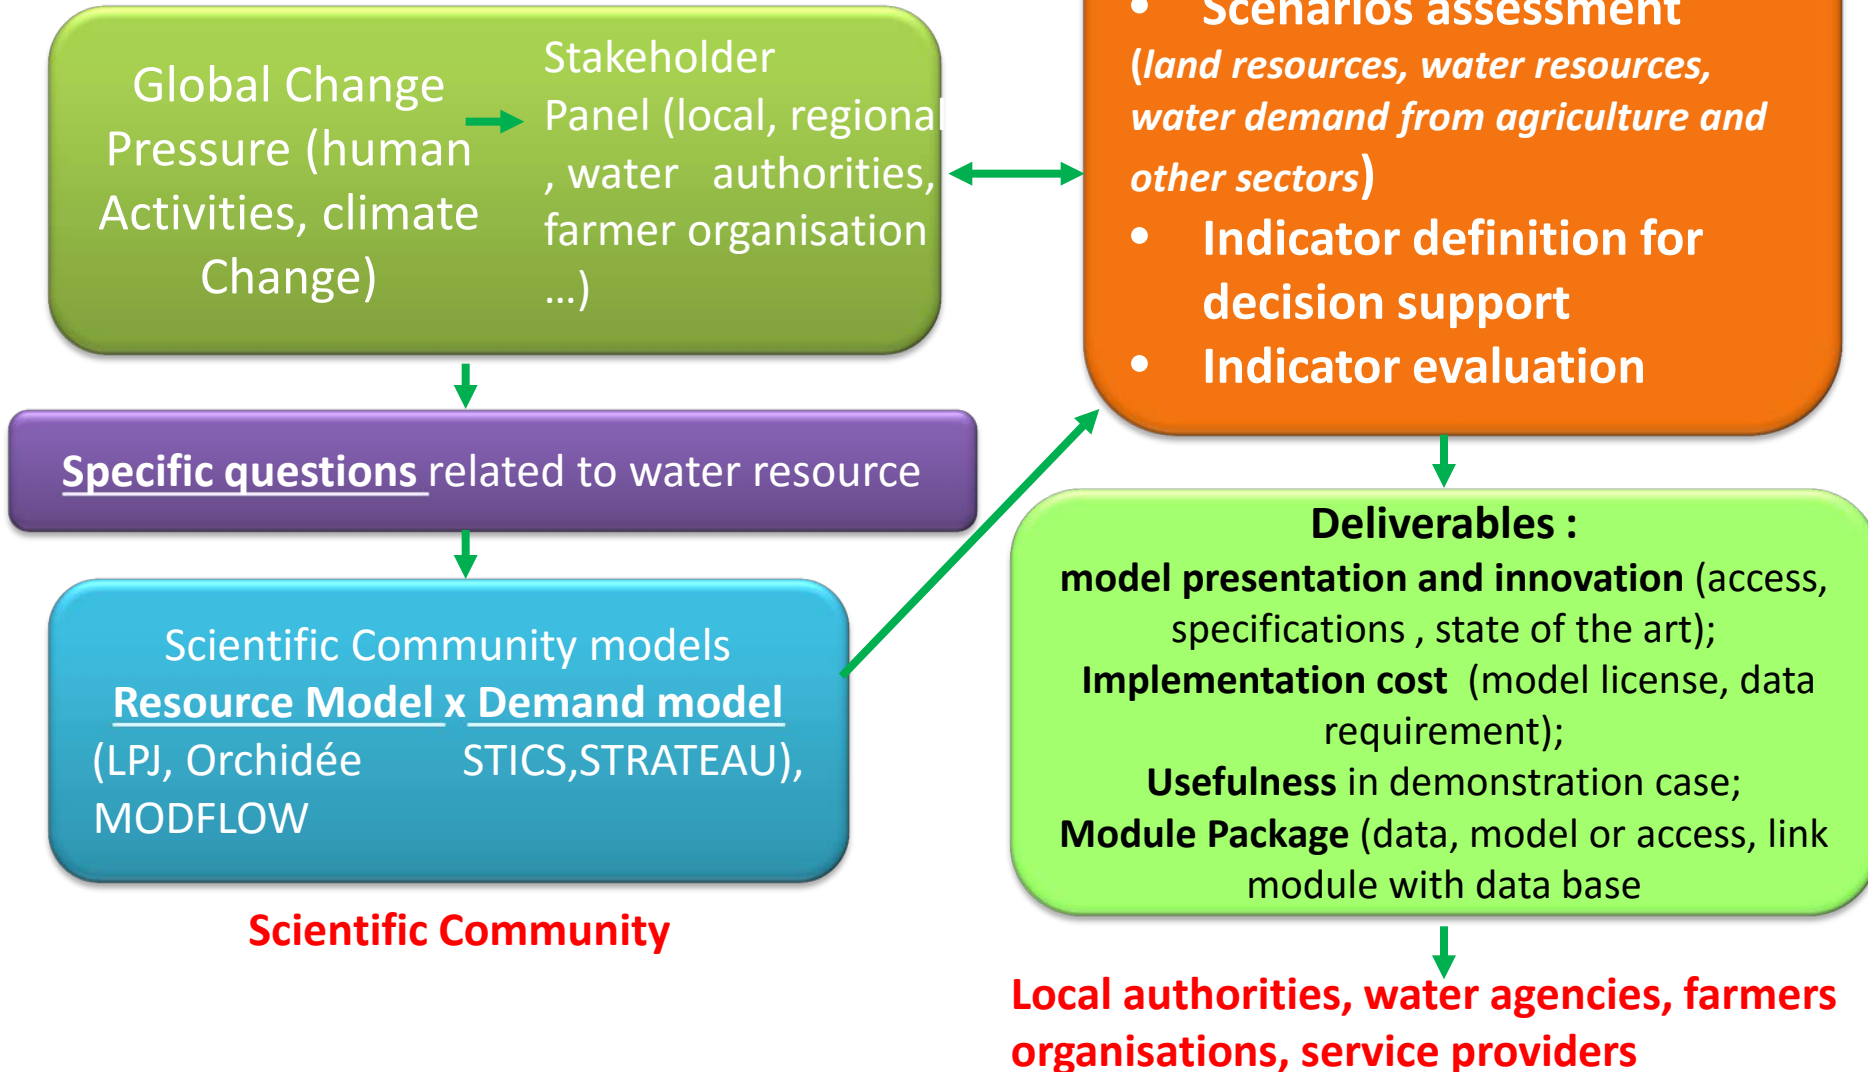 Global Change
Pressure (human
Activities, climate
Change)
Stakeholder
Panel (local, regional
, water authorities,
farmer organisation
...)
• Scenarios assessment
(land resources, water resources,
water demand from agriculture and
other sectors)
• Indicator definition for
decision support
• Indicator evaluation
Specific questions related to water resource
Scientific Community models
Resource Model x Demand model
(LPJ, Orchidée STICS,STRATEAU),
MODFLOW
Scientific Community
Deliverables :
model presentation and innovation (access,
specifications , state of the art);
Implementation cost (model license, data
requirement);
Usefulness in demonstration case;
Module Package (data, model or access, link
module with data base
Local authorities, water agencies, farmers
organisations, service providers